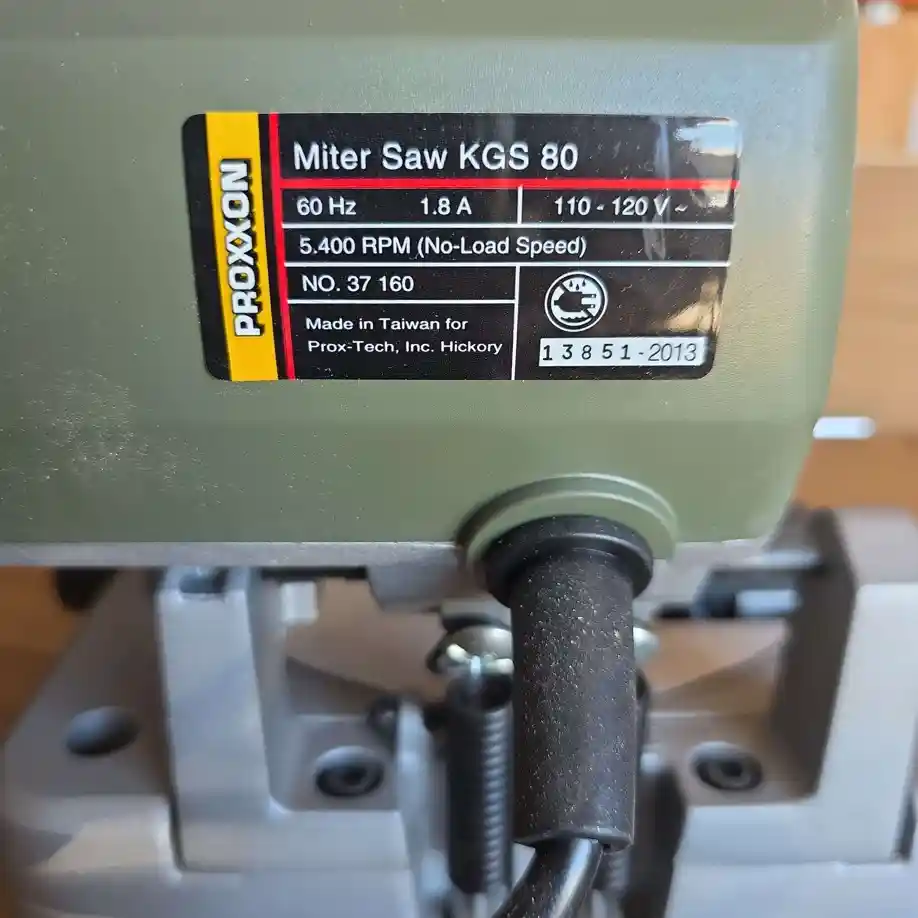 PROXXON
Miter Saw KGS 80
60 Hz 1.8 A 110 - 120 V ~
5.400 RPM (No-Load Speed)
NO. 37 160
Made in Taiwan for
Prox-Tech, Inc. Hickory
13851-2013